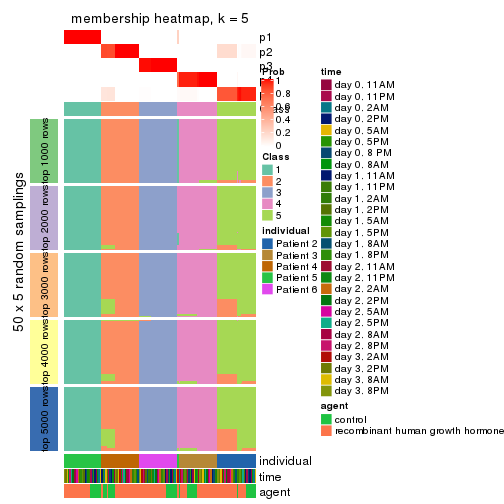 membership heatmap, k = 5
p1
p2
p3
Prob
1
0.8
0.6
0.4
0.2
0
Class
1
2
3
4
5
individual
Patient 2
Patient 3
Patient 4
Patient 6
time
day 0. 11AM
day 0. 11PM
day 0. 2AM
day 0. 2PM
day 0. 5AM
day 0. 5PM
day 0. 8 PM
day 0. 8AM
day 1. 11AM
day 1. 11PM
day 1. 2AM
day 1. 2PM
day 1. 5AM
day 1. 5PM
day 1. 8AM
day 1. 8PM
day 2. 11AM
day 2. 11PM
day 2. 2AM
day 2. 2PM
day 2. 5AM
day 2. 5PM
day 2. 8AM
day 2. 8PM
day 3. 2AM
day 3. 2PM
day 3. 8AM
day 3. 8PM
agent
control
recombinant human growth hormone
50 x 5 random samplings
top 1000 rows
top 2000 rows
top 3000 rows
top 4000 rows
top 5000 rows
individual
time
agent